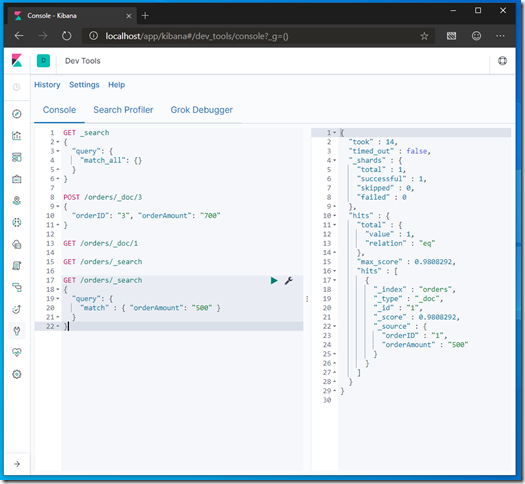 Console - Kibana
localhost/app/kibana#/dev_tools/console?_g=()
D Dev Tools
History Settings Help
Console Search Profiler Grok Debugger
1 GET _search
2 {
3 "query": {
4 "match_all": {}
5 }
6 }
7
8 POST /orders/_doc/3
9 {
10 "orderID": "3", "orderAmount": "700"
11 }
12
13 GET /orders/_doc/1
14
15 GET /orders/_search
16
17 GET /orders/_search
18 {
19 "query": {
20 "match" : { "orderAmount": "500" }
21 }
22 }
1 {
2 "took" : 14,
3 "timed_out" : false,
4 "_shards" : {
5 "total" : 1,
6 "successful" : 1,
7 "skipped" : 0,
8 "failed" : 0
9 },
10 "hits" : {
11 "total" : {
12 "value" : 1,
13 "relation" : "eq"
14 },
15 "max_score" : 0.9808292,
16 "hits" : [
17 {
18 "_index" : "orders",
19 "_type" : "_doc",
20 "_id" : "1",
21 "_score" : 0.9808292,
22 "_source" : {
23 "orderID" : "1",
24 "orderAmount" : "500"
25 }
26 }
27 ]
28 }
29 }
30